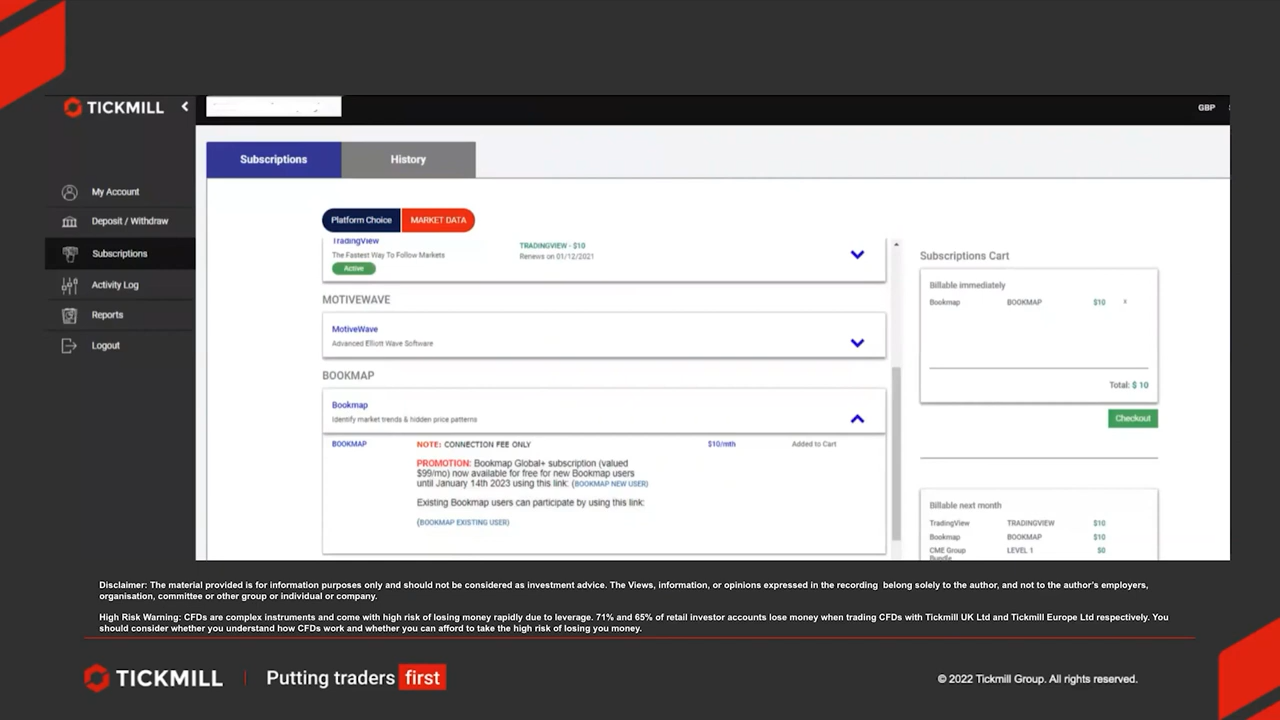 TICKMILL
GBP
Subscriptions
History
My Account
Deposit / Withdraw
Subscriptions
Activity Log
Reports
Logout
Platform Choice
MARKET DATA
TradingView
The Fastest Way To Follow Markets
Active
TRADINGVIEW - $10
Renews on 01/12/2021
MOTIVEWAVE
MotiveWave
Advanced Elliott Wave Software
BOOKMAP
Bookmap
Identify market trends & hidden price patterns
BOOKMAP
NOTE: CONNECTION FEE ONLY
$10/mth
Added to Cart
PROMOTION: Bookmap Global+ subscription (valued
$99/mo) now available for free for new Bookmap users
until January 14th 2023 using this link: (BOOKMAP NEW USER)
Existing Bookmap users can participate by using this link:
(BOOKMAP EXISTING USER)
Subscriptions Cart
Billable immediately
Bookmap BOOKMAP $10 x
Total: $ 10
Checkout
Billable next month
TradingView TRADINGVIEW $10
Bookmap BOOKMAP $10
CME Group LEVEL 1 $0
Bundle
Disclaimer: The material provided is for information purposes only and should not be considered as investment advice. The Views, information, or opinions expressed in the recording belong solely to the author, and not to the author's employers,
organisation, committee or other group or individual or company.
High Risk Warning: CFDs are complex instruments and come with high risk of losing money rapidly due to leverage. 71% and 65% of retail investor accounts lose money when trading CFDs with Tickmill UK Ltd and Tickmill Europe Ltd respectively. You
should consider whether you understand how CFDs work and whether you can afford to take the high risk of losing you money.
TICKMILL
Putting traders first
© 2022 Tickmill Group. All rights reserved.